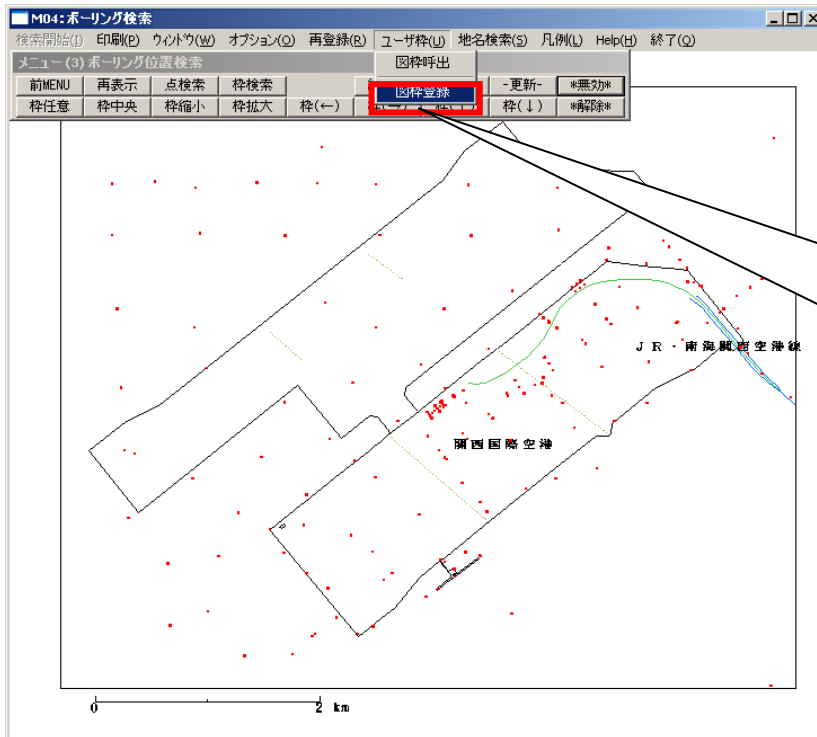 M04:ボーリング検索
検索開始(I) 印刷(P) ウィンドウ(W) オプション(O) 再登録(R) ユーザ枠(U) 地名検索(S) 凡例(L) Help(H) 終了(Q)
メニュー(3)ボーリング位置検索
図枠呼出
図枠登録
前MENU 再表示 点検索 枠検索 -更新- *無効*
枠任意 枠中央 枠縮小 枠拡大 枠(←) 枠(↓) *解除*
JR・南海関西空港線
関西国際空港
0 2 km